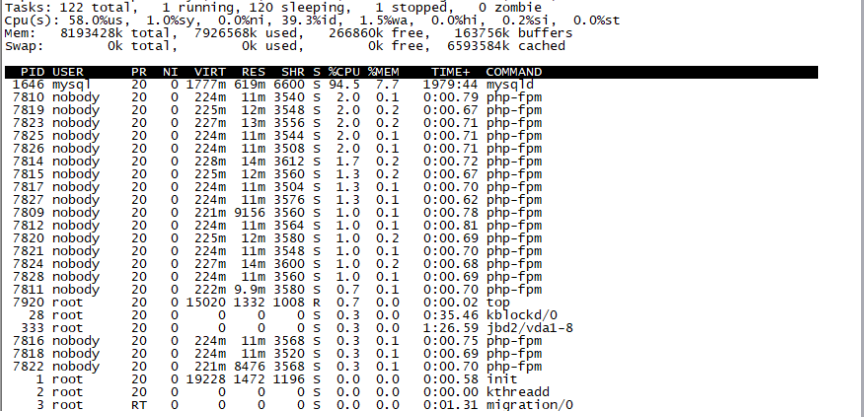 Tasks: 122 total,   1 running, 120 sleeping,   1 stopped,   0 zombie
Cpu(s): 58.0%us,  1.0%sy,  0.0%ni, 39.3%id,  1.5%wa,  0.0%hi,  0.2%si,  0.0%st
Mem:   8193428k total,  7926568k used,   266860k free,   163756k buffers
Swap:        0k total,        0k used,        0k free,  6593584k cached
PID USER      PR  NI  VIRT  RES  SHR S %CPU %MEM    TIME+  COMMAND
1646 mysql     20   0 1777m 619m 6600 S 94.5  7.7   1979:44 mysqld
7810 nobody    20   0  224m  11m 3540 S  2.0  0.1   0:00.79 php-fpm
7819 nobody    20   0  225m  12m 3548 S  2.0  0.2   0:00.67 php-fpm
7823 nobody    20   0  227m  13m 3556 S  2.0  0.2   0:00.71 php-fpm
7825 nobody    20   0  224m  11m 3544 S  2.0  0.1   0:00.71 php-fpm
7826 nobody    20   0  224m  11m 3508 S  2.0  0.1   0:00.71 php-fpm
7814 nobody    20   0  228m  14m 3612 S  1.7  0.2   0:00.72 php-fpm
7815 nobody    20   0  225m  12m 3560 S  1.3  0.2   0:00.67 php-fpm
7817 nobody    20   0  224m  11m 3504 S  1.3  0.1   0:00.70 php-fpm
7827 nobody    20   0  224m  11m 3576 S  1.3  0.1   0:00.62 php-fpm
7809 nobody    20   0  221m 9156 3560 S  1.0  0.1   0:00.78 php-fpm
7812 nobody    20   0  224m  11m 3564 S  1.0  0.1   0:00.81 php-fpm
7820 nobody    20   0  225m  12m 3580 S  1.0  0.2   0:00.69 php-fpm
7821 nobody    20   0  224m  11m 3548 S  1.0  0.1   0:00.70 php-fpm
7824 nobody    20   0  227m  14m 3600 S  1.0  0.2   0:00.68 php-fpm
7828 nobody    20   0  224m  11m 3560 S  1.0  0.1   0:00.69 php-fpm
7811 nobody    20   0  222m 9.9m 3580 S  0.7  0.1   0:00.70 php-fpm
7920 root      20   0 15020 1332 1008 R  0.7  0.0   0:00.02 top
28 root      20   0     0    0    0 S  0.3  0.0   0:35.46 kblockd/0
333 root      20   0     0    0    0 S  0.3  0.0   1:26.59 jbd2/vda1-8
7816 nobody    20   0  224m  11m 3568 S  0.3  0.1   0:00.75 php-fpm
7818 nobody    20   0  224m  11m 3520 S  0.3  0.1   0:00.69 php-fpm
7822 nobody    20   0  221m 8476 3568 S  0.3  0.1   0:00.70 php-fpm
1 root      20   0 19228 1472 1196 S  0.0  0.0   0:00.58 init
2 root      20   0     0    0    0 S  0.0  0.0   0:00.00 kthreadd
3 root      RT   0     0    0    0 S  0.0  0.0   0:01.31 migration/0